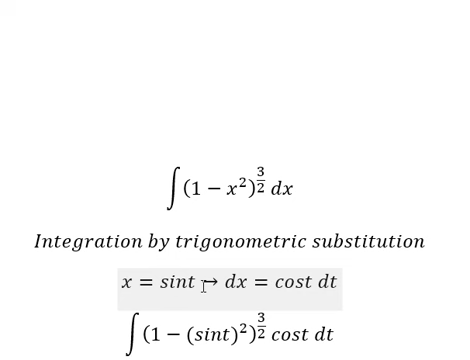 ∫(1 − x²)^(3/2) dx
Integration by trigonometric substitution
x = sint → dx = cost dt
∫(1 − (sint)²)^(3/2) cost dt